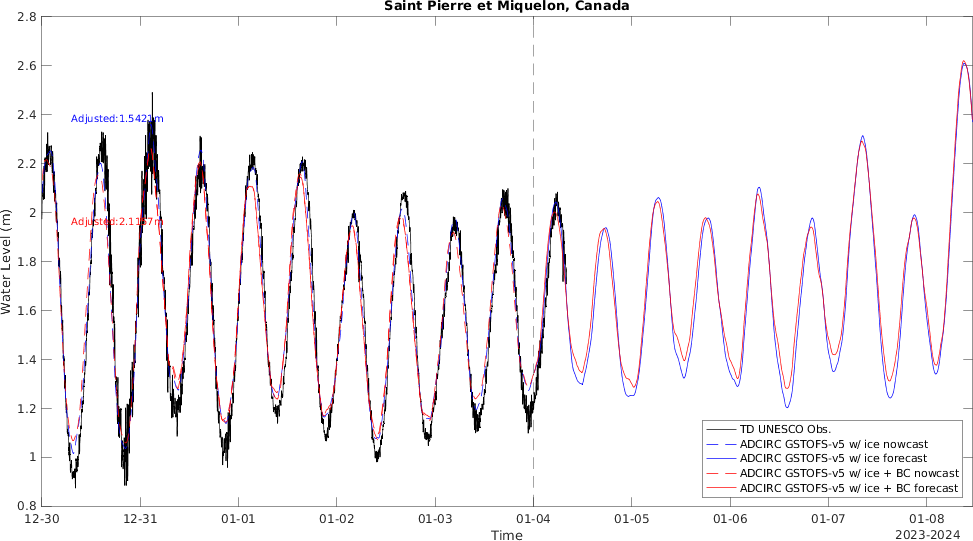 Saint Pierre et Miquelon, Canada
2.8
2.6
2.4
2.2
2
1.8
1.6
1.4
1.2
1
0.8
Water Level (m)
Adjusted:1.5421m
Adjusted:2.1167m
TD UNESCO Obs.
ADCIRC GSTOFS-v5 w/ ice nowcast
ADCIRC GSTOFS-v5 w/ ice forecast
ADCIRC GSTOFS-v5 w/ ice + BC nowcast
ADCIRC GSTOFS-v5 w/ ice + BC forecast
12-30 12-31 01-01 01-02 01-03 01-04 01-05 01-06 01-07 01-08
Time
2023-2024